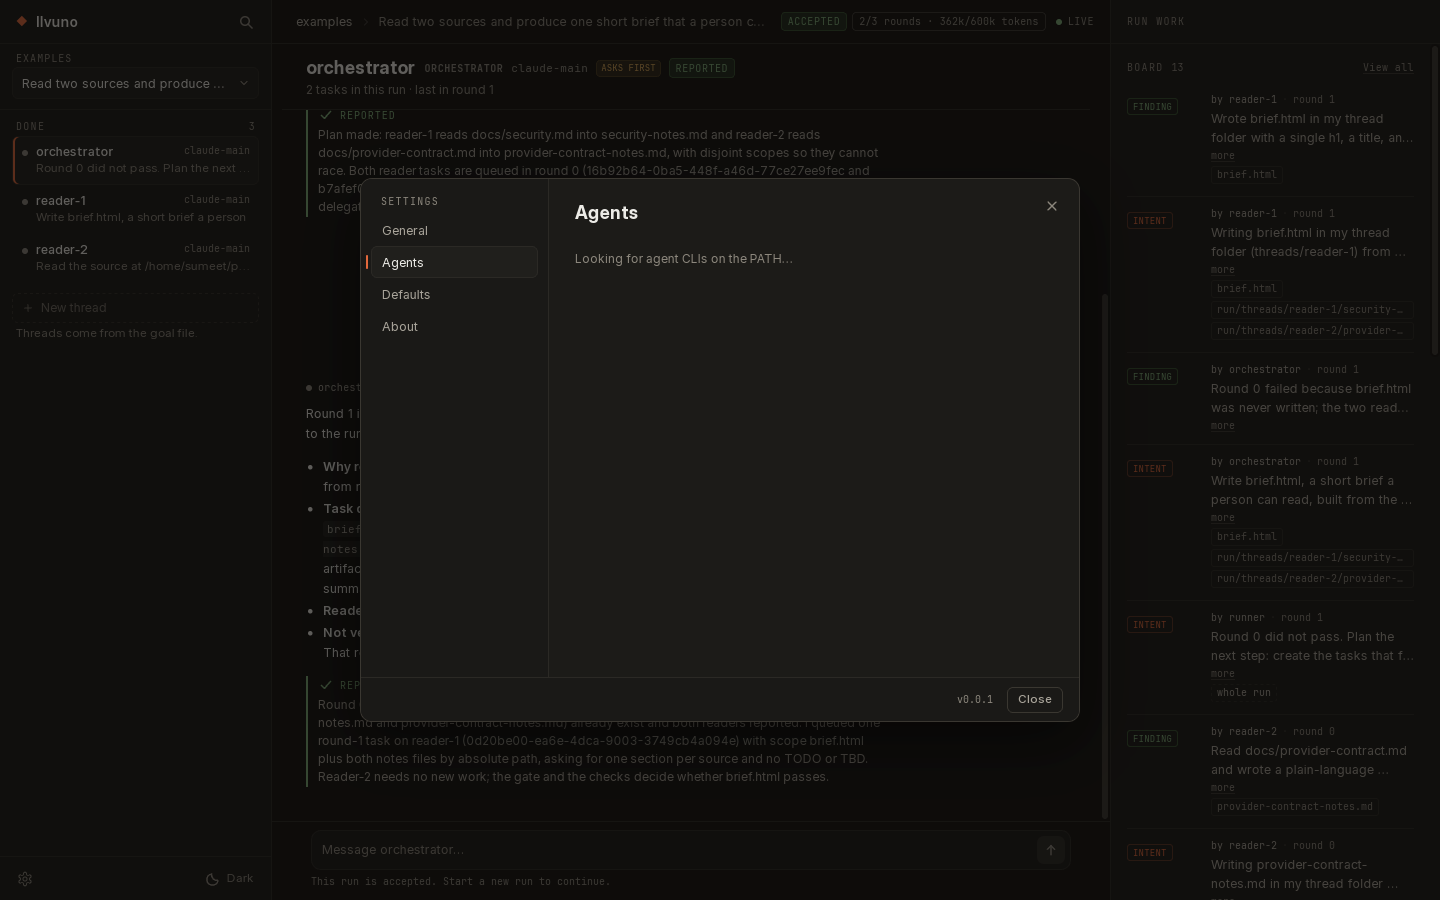 llvuno
EXAMPLES
Read two sources and produce ...
DONE 3
orchestrator claude-main
Round 0 did not pass. Plan the next ...
reader-1 claude-main
Write brief.html, a short brief a person
reader-2 claude-main
Read the source at /home/sumeet/p...
+ New thread
Threads come from the goal file.
Dark
examples > Read two sources and produce one short brief that a person c...
ACCEPTED 2/3 rounds · 362k/600k tokens LIVE
orchestrator ORCHESTRATOR claude-main ASKS FIRST REPORTED
2 tasks in this run · last in round 1
REPORTED
Plan made: reader-1 reads docs/security.md into security-notes.md and reader-2 reads
docs/provider-contract.md into provider-contract-notes.md, with disjoint scopes so they cannot
race. Both reader tasks are queued in round 0 (16b92b64-0ba5-448f-a46d-77ce27ee9fec and
b7afef0
delegat
orchest
Round 1 i
to the rur
Why r
from r
Task
brief
notes
artifac
summ
Reade
Not ve
That r
REP
Round
notes.md and provider-contract-notes.md) already exist and both readers reported. I queued one
round-1 task on reader-1 (0d20be00-ea6e-4dca-9003-3749cb4a094e) with scope brief.html
plus both notes files by absolute path, asking for one section per source and no TODO or TBD.
Reader-2 needs no new work; the gate and the checks decide whether brief.html passes.
Message orchestrator...
This run is accepted. Start a new run to continue.
SETTINGS
General
Agents
Defaults
About
Agents
Looking for agent CLIs on the PATH...
v0.0.1 Close
RUN WORK
BOARD 13 View all
FINDING by reader-1 · round 1
Wrote brief.html in my thread
folder with a single h1, a title, an...
more
brief.html
INTENT by reader-1 · round 1
Writing brief.html in my thread
folder (threads/reader-1) from ...
more
brief.html
run/threads/reader-1/security-…
run/threads/reader-2/provider-…
FINDING by orchestrator · round 1
Round 0 failed because brief.html
was never written; the two read...
more
INTENT by orchestrator · round 1
Write brief.html, a short brief a
person can read, built from the ...
more
brief.html
run/threads/reader-1/security-…
run/threads/reader-2/provider-…
INTENT by runner · round 1
Round 0 did not pass. Plan the
next step: create the tasks that f...
more
whole run
FINDING by reader-2 · round 0
Read docs/provider-contract.md
and wrote a plain-language ...
more
provider-contract-notes.md
INTENT by reader-2 · round 0
Writing provider-contract-
notes.md in my thread folder ...